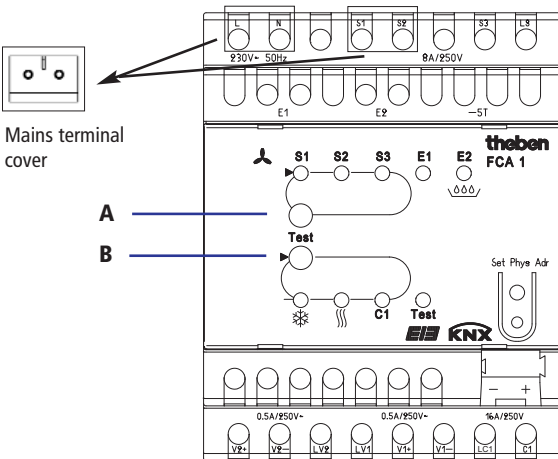 L N S1 S2 S3 LS
230V~ 50Hz 8A/250V
E1 E2 –5T
Mains terminal
cover
theben
FCA 1
S1 S2 S3 E1 E2
A
Test
B
Set Phys Adr
C1 Test
EIB KNX
– +
0.5A/250V~ 0.5A/250V~ 16A/250V
V2+ V2– LV2 LV1 V1+ V1– LC1 C1